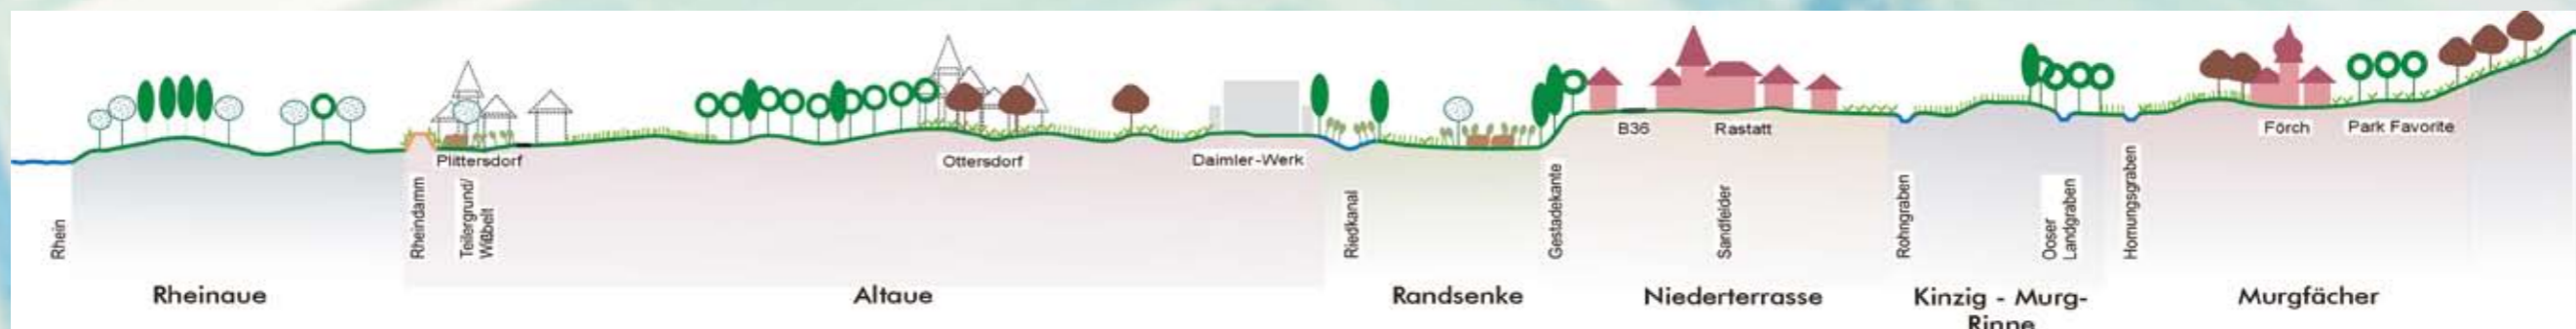 Plittersdorf
Ottersdorf
Daimler-Werk
B36
Rastatt
Förch
Park Favorite
Rhein
Rheindamm
Teilergrund/
Wißbelt
Riedkanal
Gestadekante
Sandfelder
Rohrgraben
Ooser
Landgraben
Hornungsgraben
Rheinaue
Altaue
Randsenke
Niederterrasse
Kinzig - Murg-
Rinne
Murgfächer